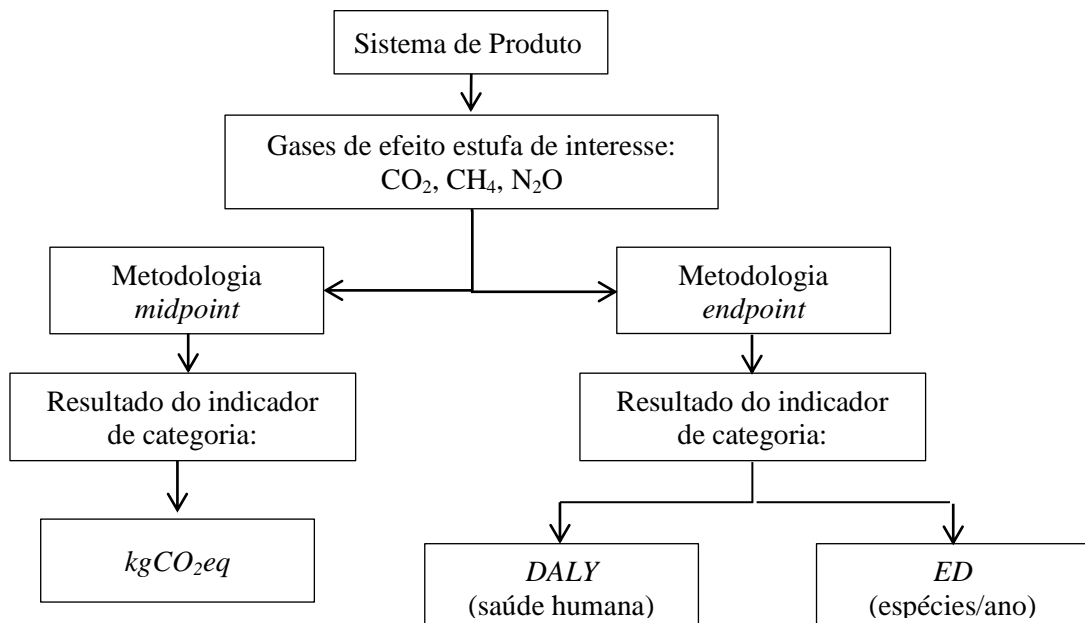 Sistema de Produto
Gases de efeito estufa de interesse:
CO₂, CH₄, N₂O
Metodologia
midpoint
Metodologia
endpoint
Resultado do indicador
de categoria:
Resultado do indicador
de categoria:
kgCO₂eq
DALY
(saúde humana)
ED
(espécies/ano)